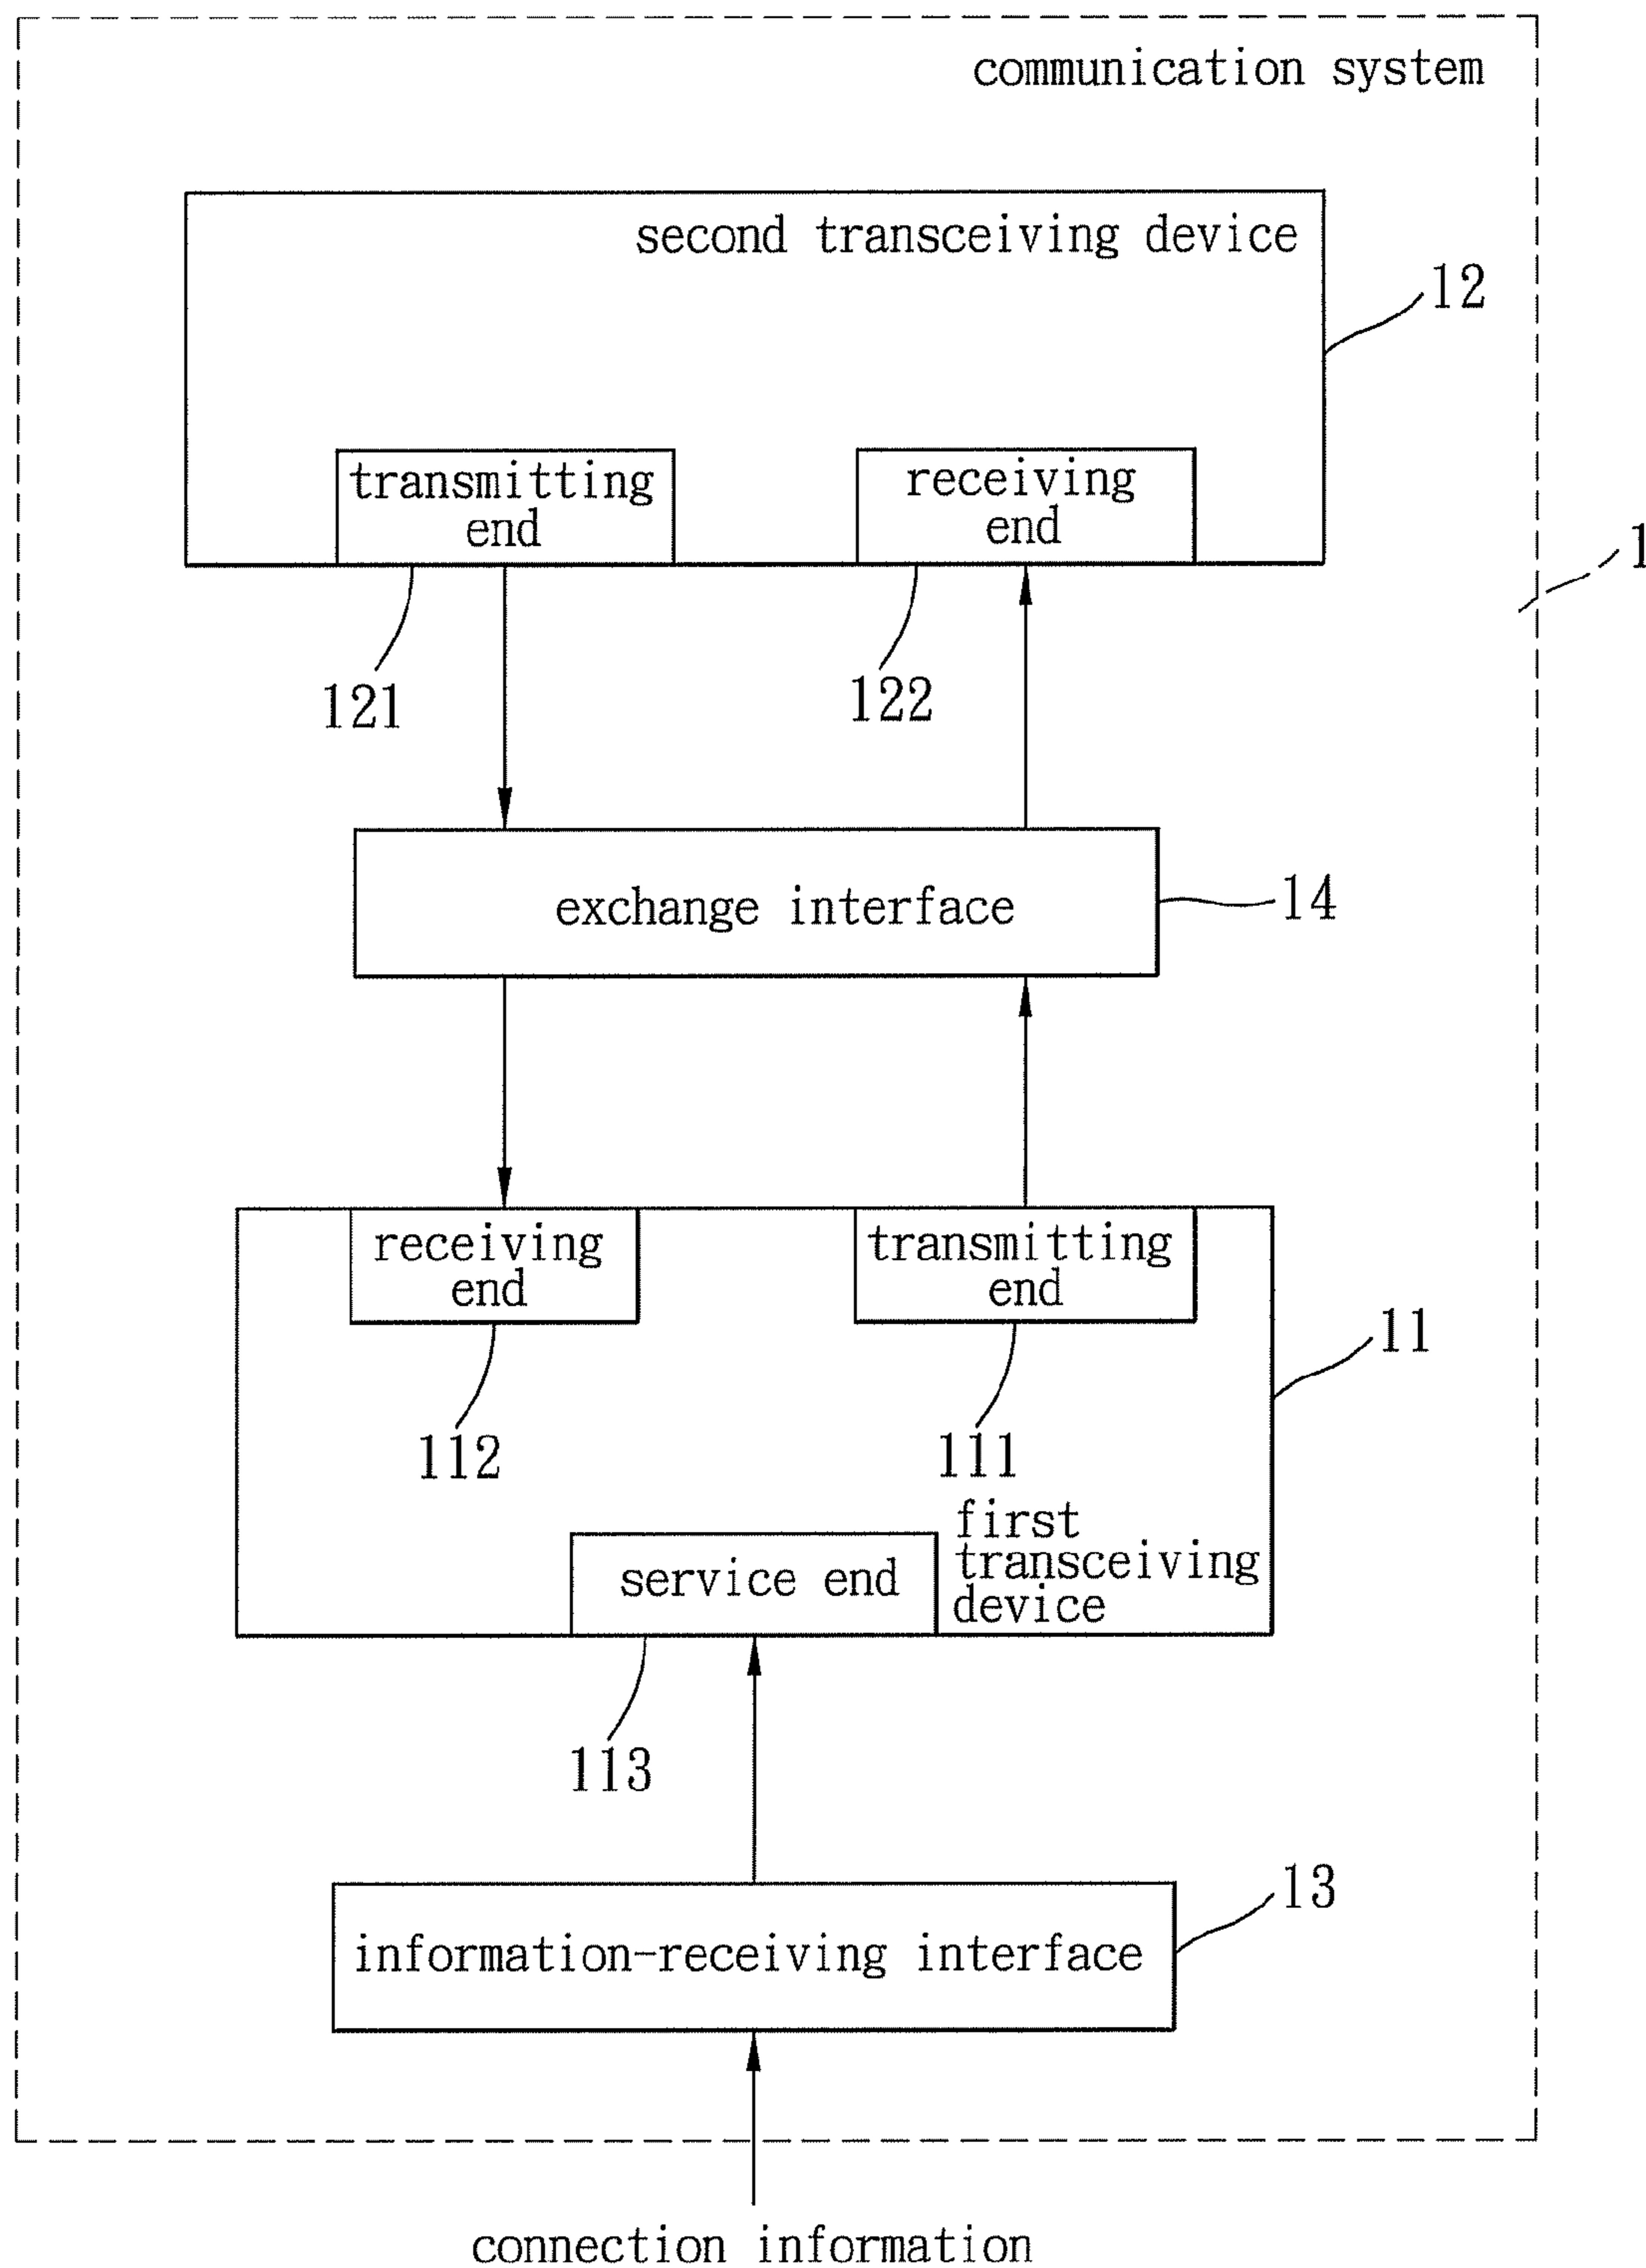 communication system
second transceiving device
12
transmitting
end
receiving
end
1
121
122
exchange interface
14
receiving
end
transmitting
end
11
112
111
first
transceiving
device
service end
113
13
information-receiving interface
connection information